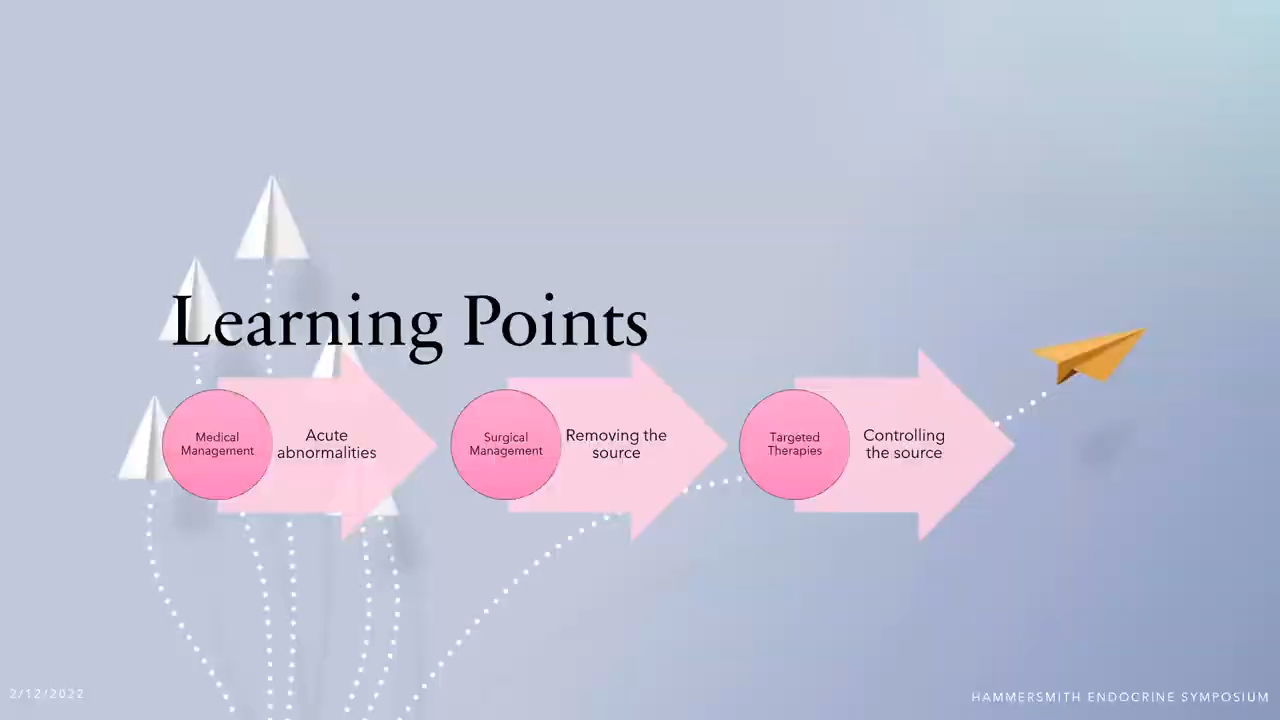 Learning Points
Medical
Management
Acute
abnormalities
Surgical
Management
Removing the
source
Targeted
Therapies
Controlling
the source
2/12/2022
HAMMERSMITH ENDOCRINE SYMPOSIUM